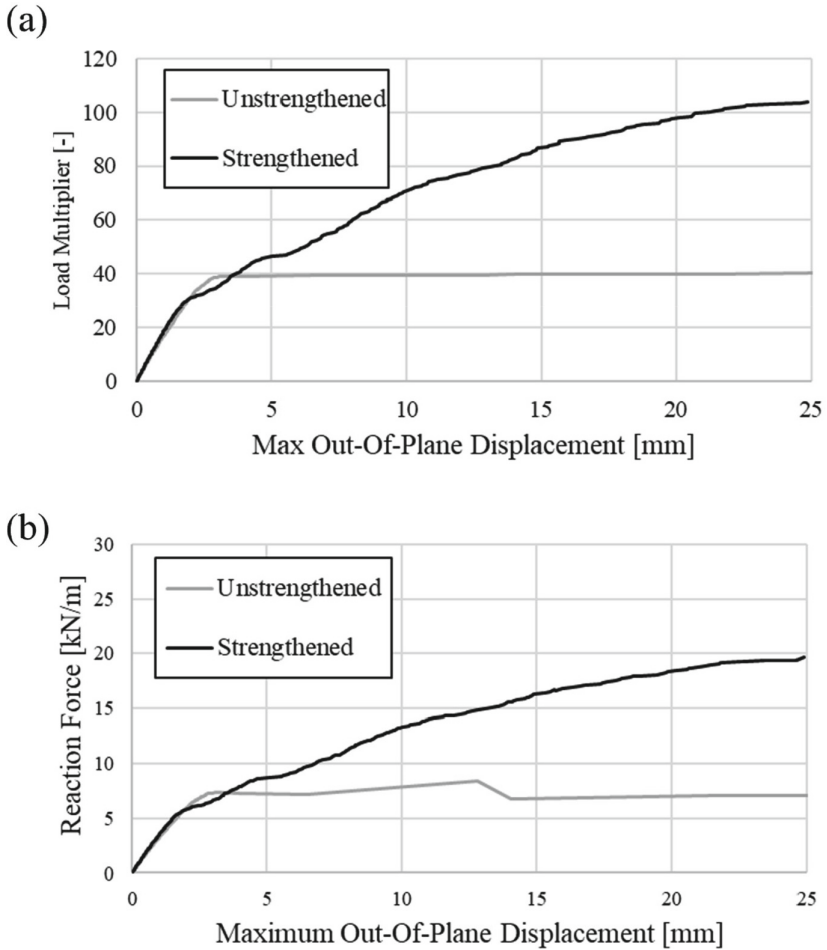 (a)
120
100
80
60
40
20
0
Load Multiplier [-]
Unstrengthened
Strengthened
0 5 10 15 20 25
Max Out-Of-Plane Displacement [mm]
(b)
30
25
20
15
10
5
0
Reaction Force [kN/m]
Unstrengthened
Strengthened
0 5 10 15 20 25
Maximum Out-Of-Plane Displacement [mm]